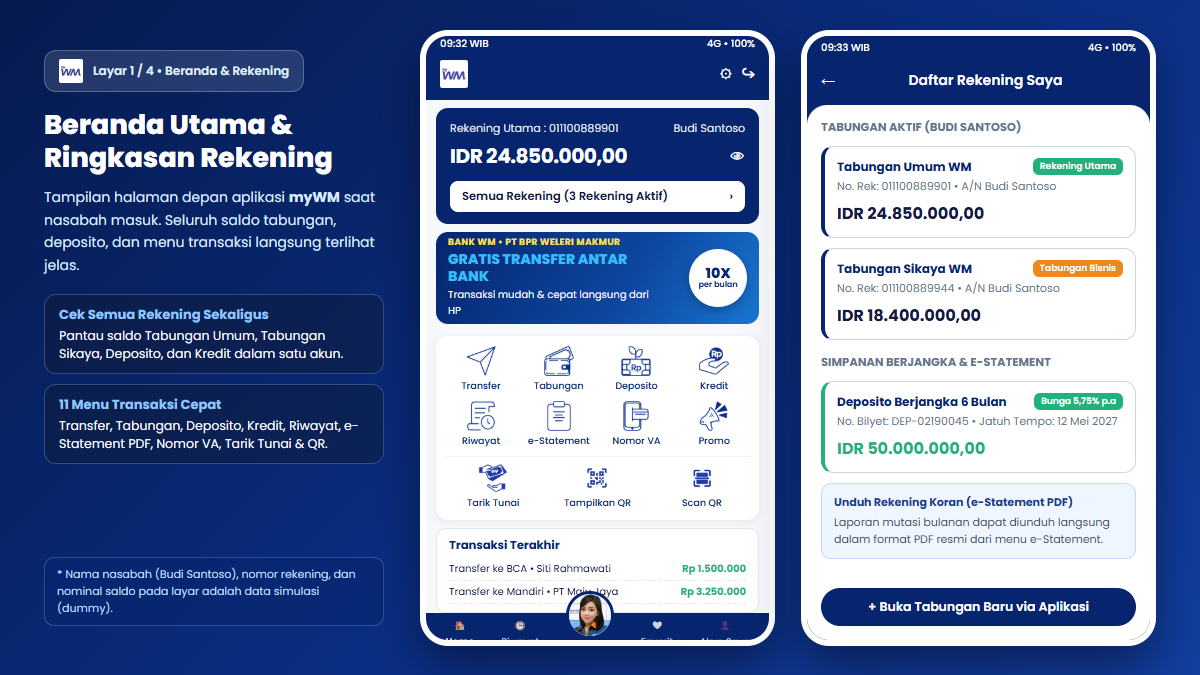 WM
Layar 1 / 4 • Beranda & Rekening
Beranda Utama &
Ringkasan Rekening
Tampilan halaman depan aplikasi myWM saat
nasabah masuk. Seluruh saldo tabungan,
deposito, dan menu transaksi langsung terlihat
jelas.
Cek Semua Rekening Sekaligus
Pantau saldo Tabungan Umum, Tabungan
Sikaya, Deposito, dan Kredit dalam satu akun.
11 Menu Transaksi Cepat
Transfer, Tabungan, Deposito, Kredit, Riwayat, e-
Statement PDF, Nomor VA, Tarik Tunai & QR.
* Nama nasabah (Budi Santoso), nomor rekening, dan
nominal saldo pada layar adalah data simulasi
(dummy).
09:32 WIB
4G • 100%
WM
Rekening Utama : 011100889901
Budi Santoso
IDR 24.850.000,00
Semua Rekening (3 Rekening Aktif)
›
BANK WM • PT BPR WELERI MAKMUR
GRATIS TRANSFER ANTAR
BANK
Transaksi mudah & cepat langsung dari
HP
10X
per bulan
Transfer
Tabungan
Deposito
Kredit
Riwayat
e-Statement
Nomor VA
Promo
Tarik Tunai
Tampilkan QR
Scan QR
Transaksi Terakhir
Transfer ke BCA • Siti Rahmawati
Rp 1.500.000
Transfer ke Mandiri • PT Maju Jaya
Rp 3.250.000
09:33 WIB
4G • 100%
←
Daftar Rekening Saya
TABUNGAN AKTIF (BUDI SANTOSO)
Tabungan Umum WM
Rekening Utama
No. Rek: 011100889901 • A/N Budi Santoso
IDR 24.850.000,00
Tabungan Sikaya WM
Tabungan Bisnis
No. Rek: 011100889944 • A/N Budi Santoso
IDR 18.400.000,00
SIMPANAN BERJANGKA & E-STATEMENT
Deposito Berjangka 6 Bulan
Bunga 5,75% p.a
No. Bilyet: DEP-02190045 • Jatuh Tempo: 12 Mei 2027
IDR 50.000.000,00
Unduh Rekening Koran (e-Statement PDF)
Laporan mutasi bulanan dapat diunduh langsung
dalam format PDF resmi dari menu e-Statement.
+ Buka Tabungan Baru via Aplikasi